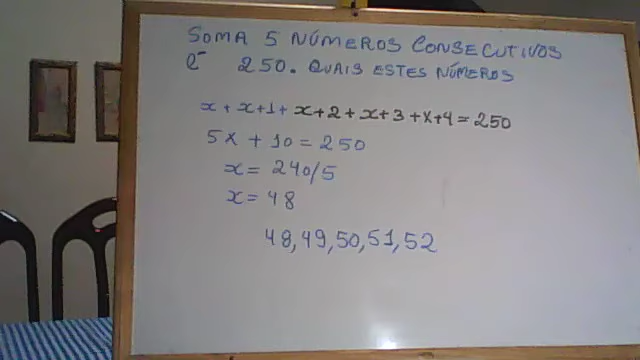 SOMA 5 NÚMEROS CONSECUTIVOS
É 250. QUAIS ESTES NÚMEROS
x + x+1+ x+2+x+3+x+4=250
5x + 10 = 250
x = 240/5
x = 48
48,49,50,51,52